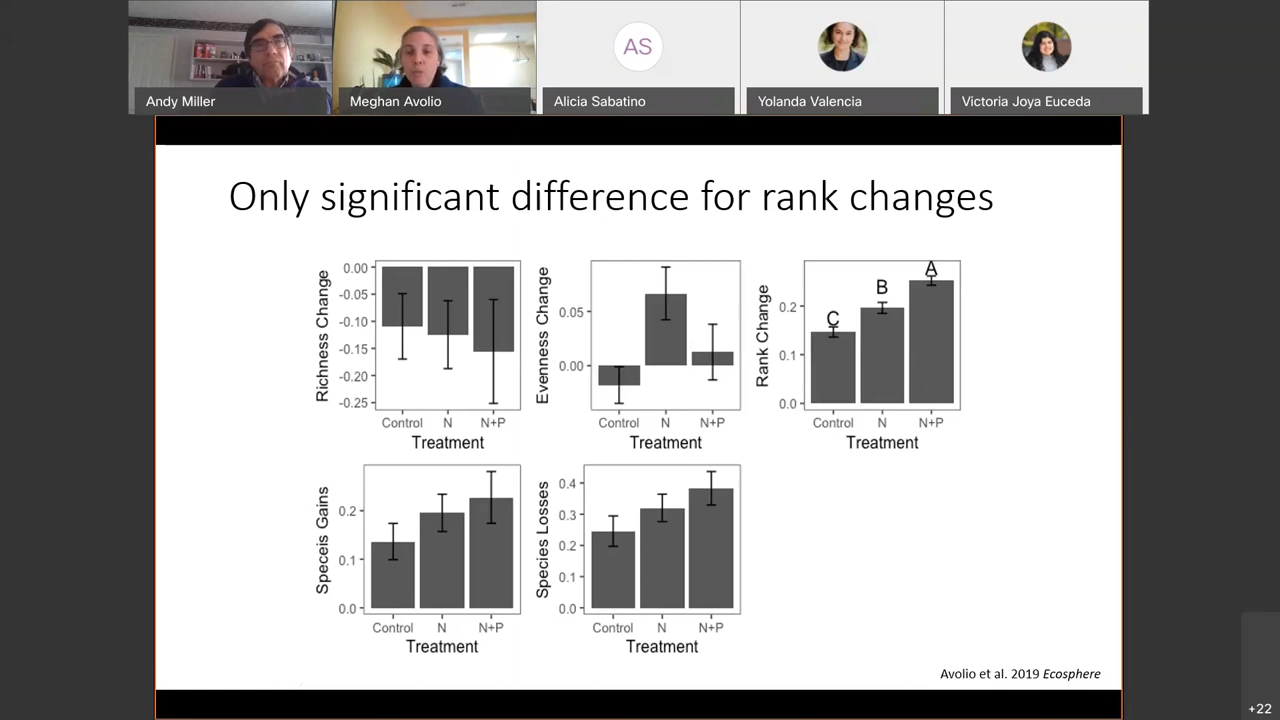 AS
Andy Miller
Meghan Avolio
Alicia Sabatino
Yolanda Valencia
Victoria Joya Euceda
Only significant difference for rank changes
Richness Change
0.00
-0.05
-0.10
-0.15
-0.20
-0.25
Control N N+P
Treatment
Evenness Change
0.05
0.00
Control N N+P
Treatment
Rank Change
0.2
0.1
0.0
C B A
Control N N+P
Treatment
Speceis Gains
0.2
0.1
0.0
Control N N+P
Treatment
Species Losses
0.4
0.3
0.2
0.1
0.0
Control N N+P
Treatment
Avolio et al. 2019 Ecosphere
+22